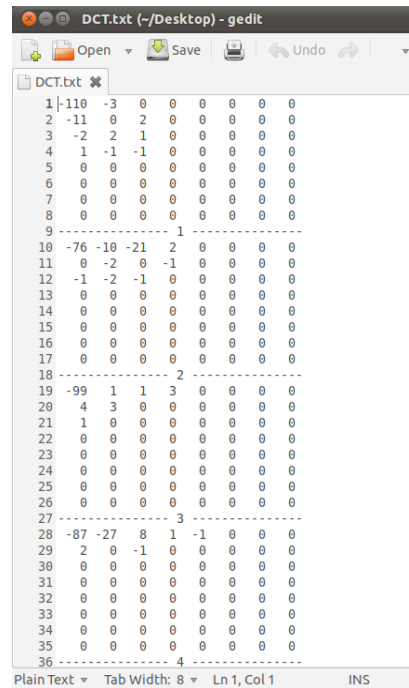 DCT.txt (~/Desktop) - gedit
Open Save Undo
DCT.txt
1 -110 -3 0 0 0 0 0 0
2 -11 0 2 0 0 0 0 0
3 -2 2 1 0 0 0 0 0
4 1 -1 -1 0 0 0 0 0
5 0 0 0 0 0 0 0 0
6 0 0 0 0 0 0 0 0
7 0 0 0 0 0 0 0 0
8 0 0 0 0 0 0 0 0
9 --------------- 1 ---------------
10 -76 -10 -21 2 0 0 0 0
11 0 -2 0 -1 0 0 0 0
12 -1 -2 -1 0 0 0 0 0
13 0 0 0 0 0 0 0 0
14 0 0 0 0 0 0 0 0
15 0 0 0 0 0 0 0 0
16 0 0 0 0 0 0 0 0
17 0 0 0 0 0 0 0 0
18 --------------- 2 ---------------
19 -99 1 1 3 0 0 0 0
20 4 3 0 0 0 0 0 0
21 1 0 0 0 0 0 0 0
22 0 0 0 0 0 0 0 0
23 0 0 0 0 0 0 0 0
24 0 0 0 0 0 0 0 0
25 0 0 0 0 0 0 0 0
26 0 0 0 0 0 0 0 0
27 --------------- 3 ---------------
28 -87 -27 8 1 -1 0 0 0
29 2 0 -1 0 0 0 0 0
30 0 0 0 0 0 0 0 0
31 0 0 0 0 0 0 0 0
32 0 0 0 0 0 0 0 0
33 0 0 0 0 0 0 0 0
34 0 0 0 0 0 0 0 0
35 0 0 0 0 0 0 0 0
36 --------------- 4 ---------------
Plain Text Tab Width: 8 Ln 1, Col 1 INS